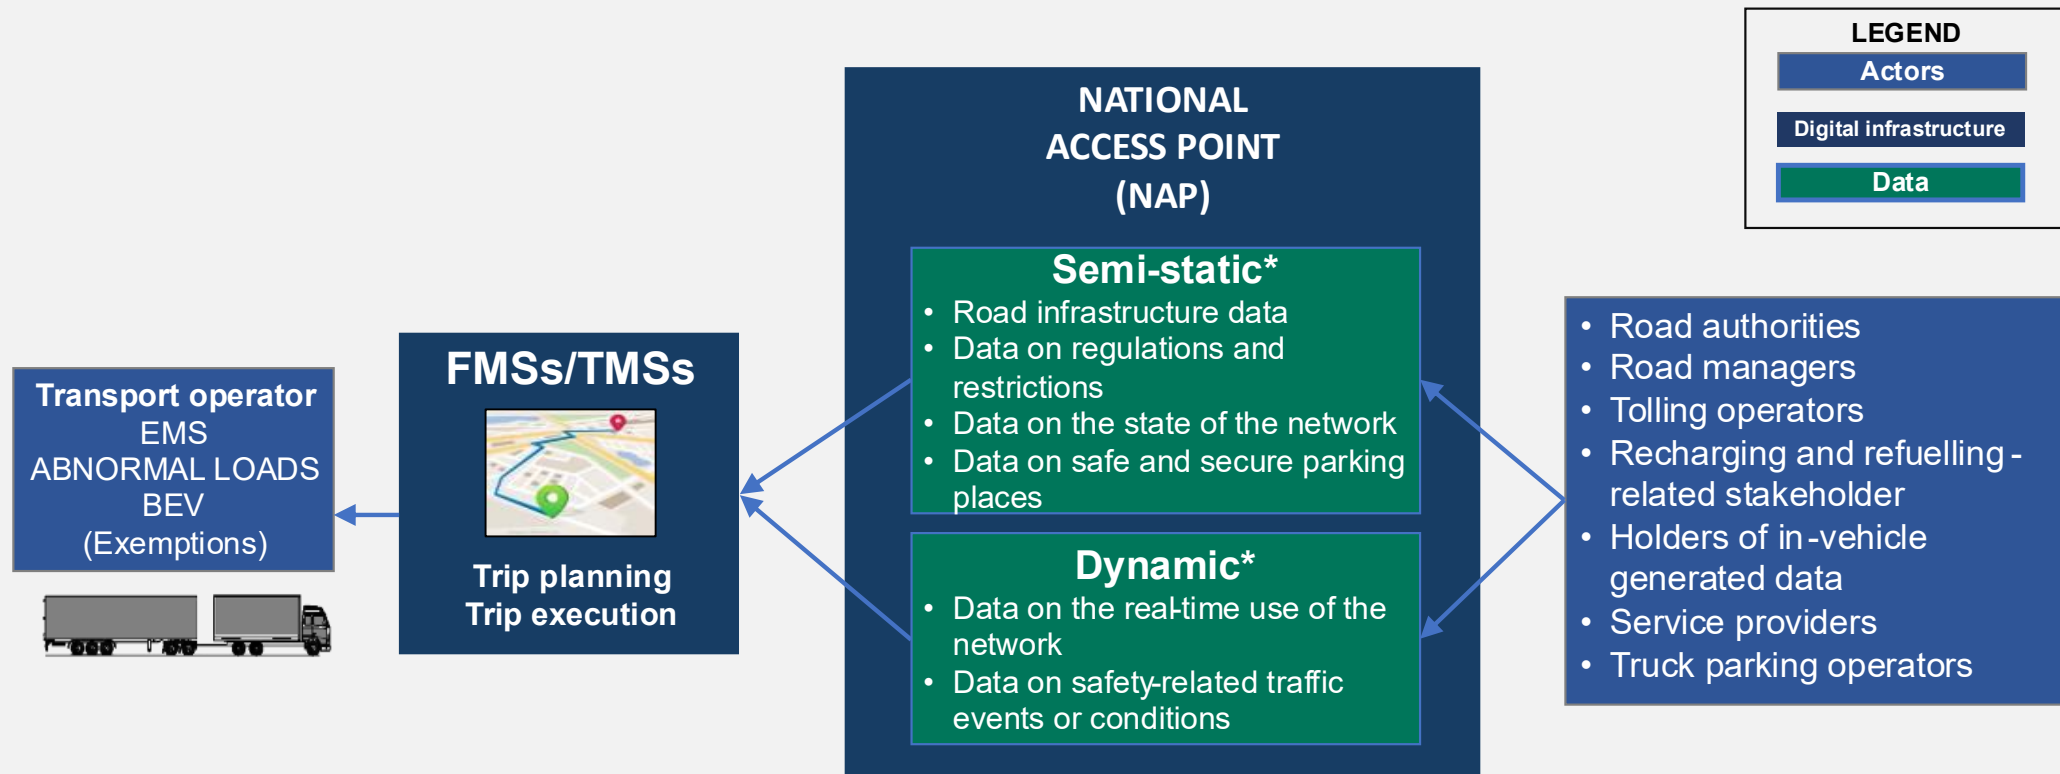 LEGEND
Actors
Digital infrastructure
Data
NATIONAL
ACCESS POINT
(NAP)
Semi-static*
• Road infrastructure data
• Data on regulations and
restrictions
• Data on the state of the network
• Data on safe and secure parking
places
Dynamic*
• Data on the real-time use of the
network
• Data on safety-related traffic
events or conditions
FMSs/TMSs
Trip planning
Trip execution
Transport operator
EMS
ABNORMAL LOADS
BEV
(Exemptions)
• Road authorities
• Road managers
• Tolling operators
• Recharging and refuelling-
related stakeholder
• Holders of in-vehicle
generated data
• Service providers
• Truck parking operators